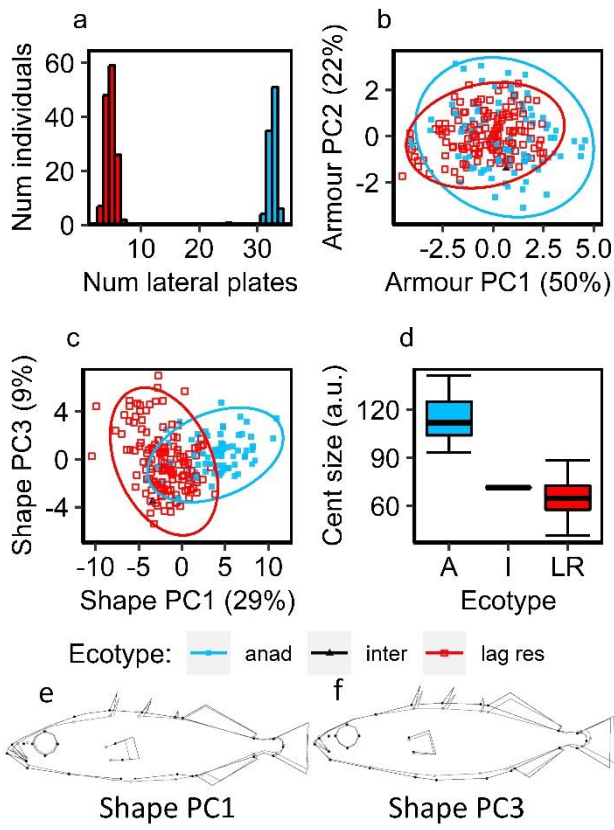 a
Num individuals
60
40
20
0
10
20
30
Num lateral plates
b
Armour PC2 (22%)
2
0
-2
-2.5
0.0
2.5
5.0
Armour PC1 (50%)
c
Shape PC3 (9%)
4
0
-4
-10
-5
0
5
10
Shape PC1 (29%)
d
Cent size (a.u.)
120
90
60
A
I
LR
Ecotype
Ecotype: anad inter lag res
e
f
Shape PC1
Shape PC3